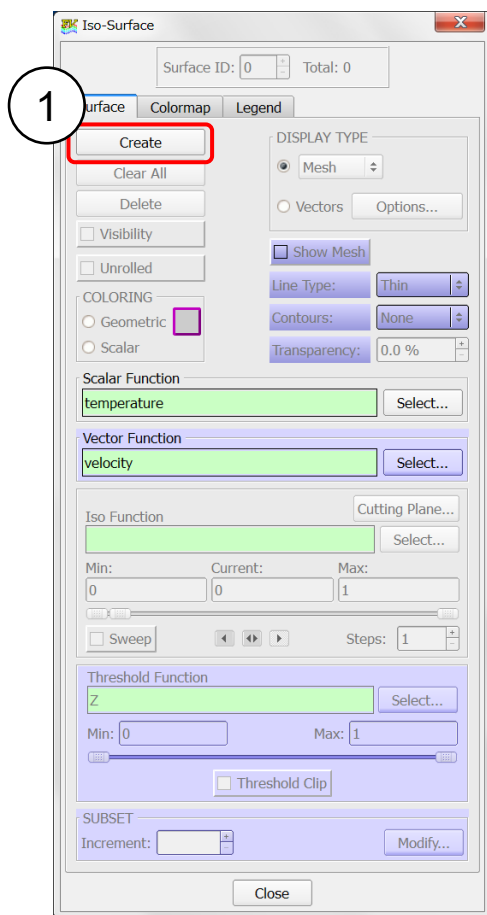 Iso-Surface
Surface ID: 0 Total: 0
1
urface Colormap Legend
Create
DISPLAY TYPE
Clear All
Mesh
Delete
Vectors Options...
Visibility
Show Mesh
Unrolled
Line Type: Thin
COLORING
Geometric
Contours: None
Scalar
Transparency: 0.0 %
Scalar Function
temperature Select...
Vector Function
velocity Select...
Cutting Plane...
Iso Function
Select...
Min: Current: Max:
0 0 1
Sweep Steps: 1
Threshold Function
Z Select...
Min: 0 Max: 1
Threshold Clip
SUBSET
Increment: Modify...
Close